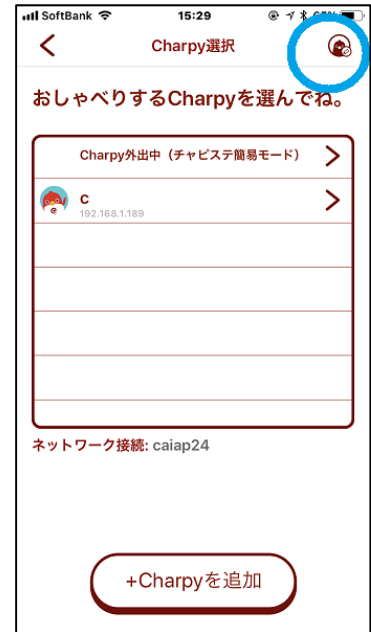 SoftBank 15:29
Charpy選択
おしゃべりするCharpyを選んでね。
Charpy外出中（チャピステ簡易モード）
C
192.168.1.189
ネットワーク接続: caiap24
+Charpyを追加